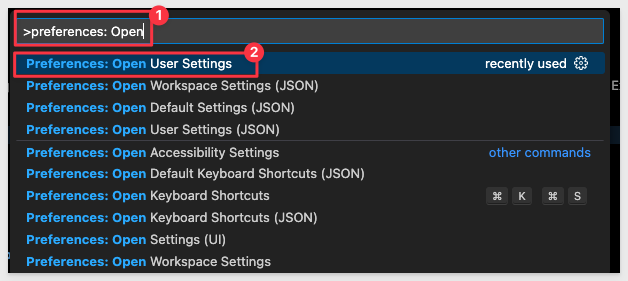 1
>preferences: Open
2
Preferences: Open User Settings recently used
Preferences: Open Workspace Settings (JSON)
Preferences: Open Default Settings (JSON)
Preferences: Open User Settings (JSON)
Preferences: Open Accessibility Settings other commands
Preferences: Open Default Keyboard Shortcuts (JSON)
Preferences: Open Keyboard Shortcuts ⌘ K ⌘ S
Preferences: Open Keyboard Shortcuts (JSON)
Preferences: Open Settings (UI)
Preferences: Open Workspace Settings